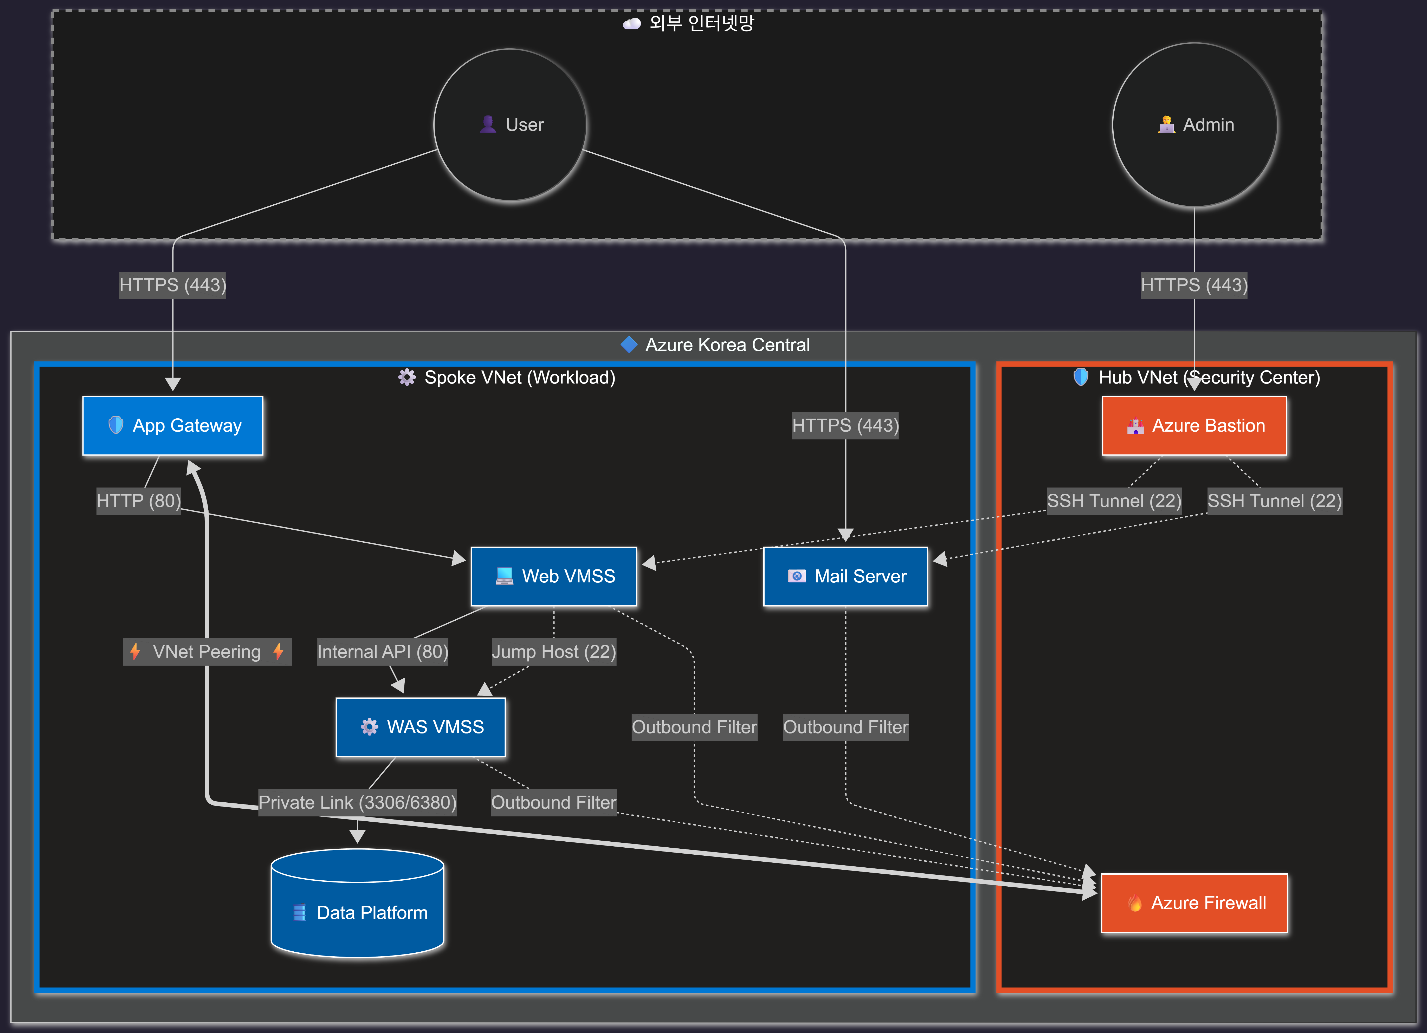 외부 인터넷망
User
Admin
HTTPS (443)
HTTPS (443)
Azure Korea Central
Spoke VNet (Workload)
Hub VNet (Security Center)
App Gateway
HTTPS (443)
Azure Bastion
HTTP (80)
SSH Tunnel (22)
SSH Tunnel (22)
Web VMSS
Mail Server
VNet Peering
Internal API (80)
Jump Host (22)
WAS VMSS
Outbound Filter
Outbound Filter
Private Link (3306/6380)
Outbound Filter
Data Platform
Azure Firewall